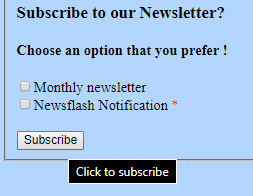 Subscribe to our Newsletter?
Choose an option that you prefer !
Monthly newsletter
Newsflash Notification *
Subscribe
Click to subscribe